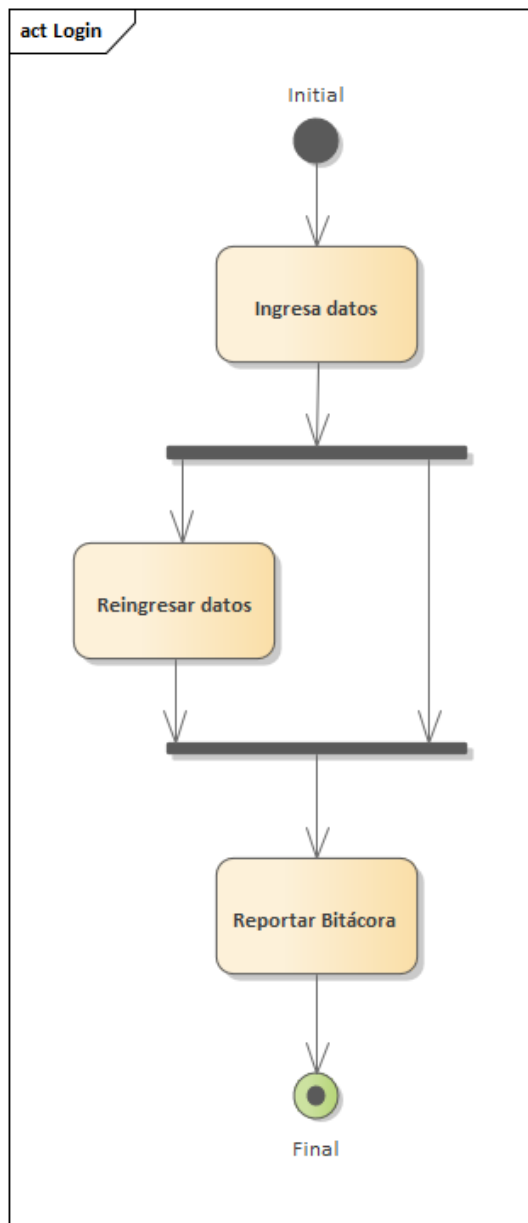 act Login
Initial
Ingresa datos
Reingresar datos
Reportar Bitácora
Final